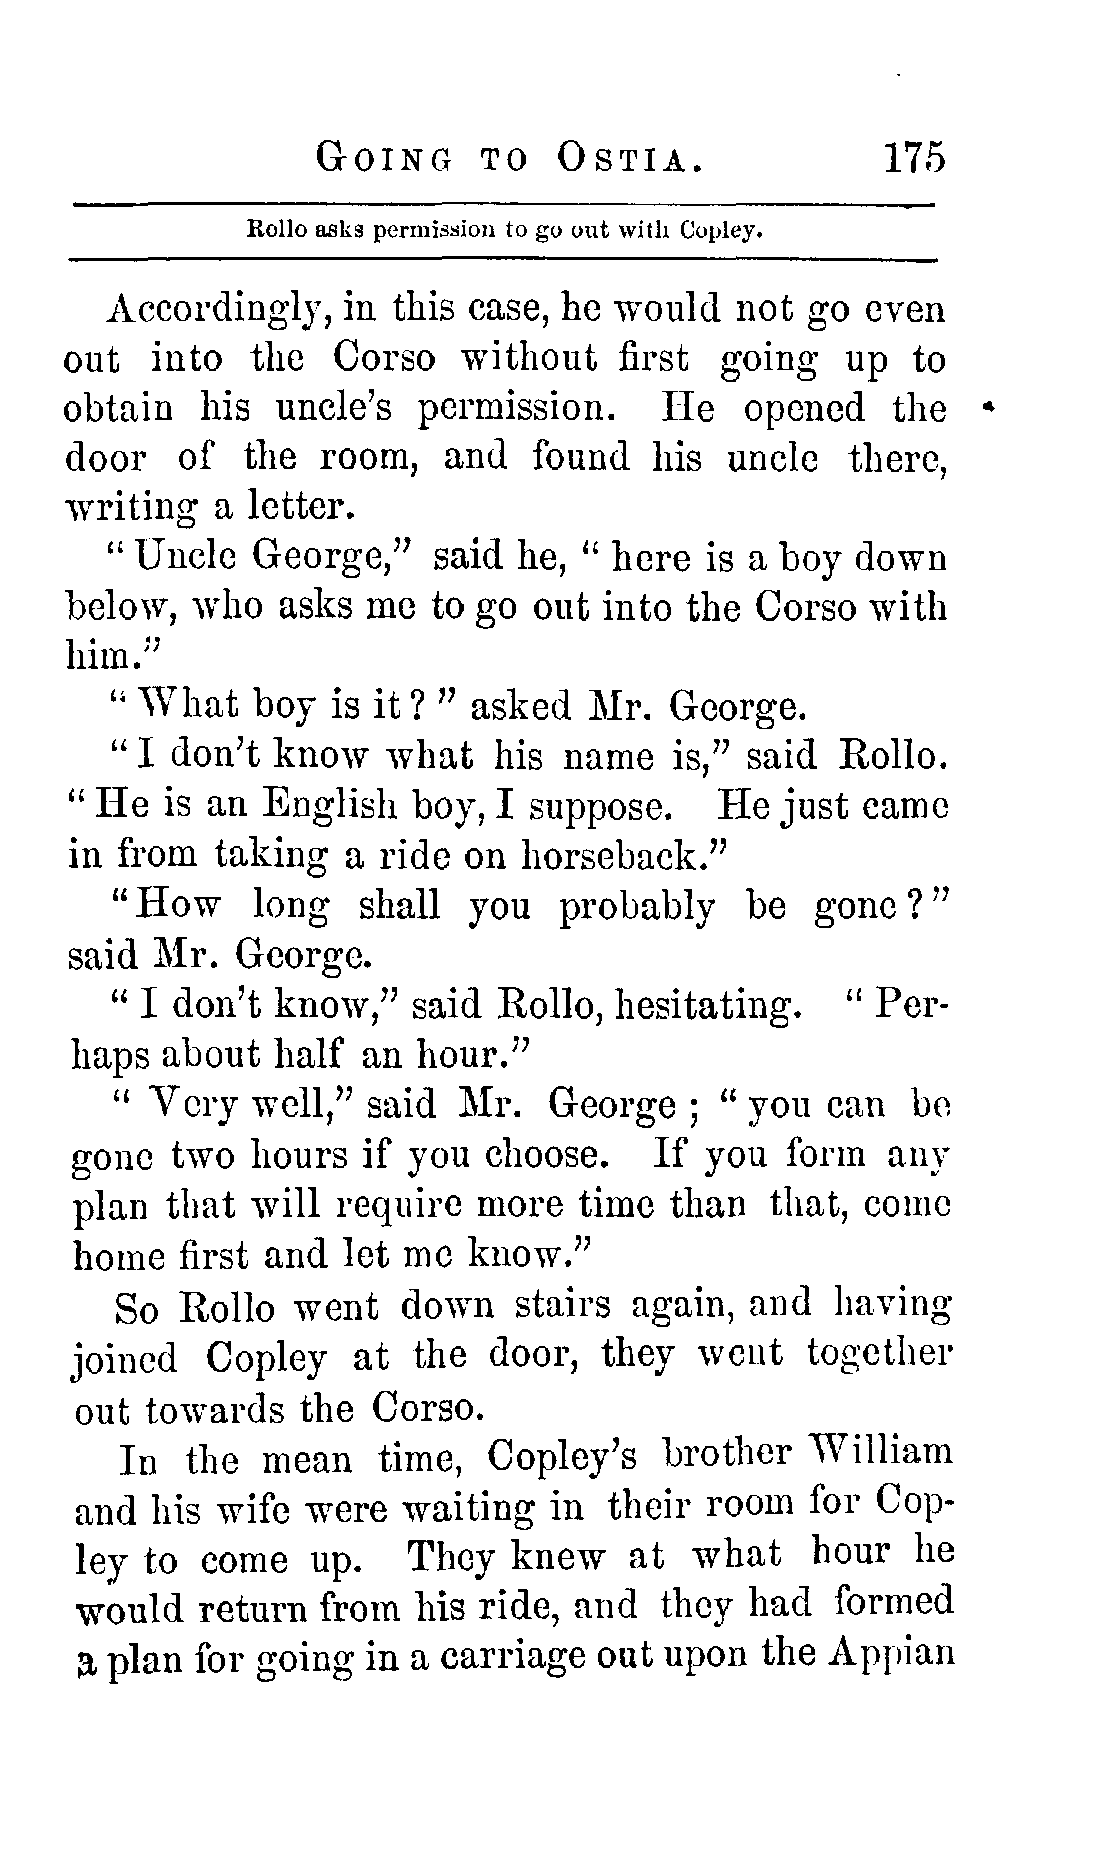 GOING TO OSTIA. 175
Rollo asks permission to go out with Copley.
Accordingly, in this case, he would not go even
out into the Corso without first going up to
obtain his uncle's permission. He opened the
door of the room, and found his uncle there,
writing a letter.
"Uncle George," said he, "here is a boy down
below, who asks me to go out into the Corso with
him."
"What boy is it?" asked Mr. George.
"I don't know what his name is," said Rollo.
"He is an English boy, I suppose. He just came
in from taking a ride on horseback."
"How long shall you probably be gone?"
said Mr. George.
"I don't know," said Rollo, hesitating. "Per-
haps about half an hour."
"Very well," said Mr. George; "you can be
gone two hours if you choose. If you form any
plan that will require more time than that, come
home first and let me know."
So Rollo went down stairs again, and having
joined Copley at the door, they went together
out towards the Corso.
In the mean time, Copley's brother William
and his wife were waiting in their room for Cop-
ley to come up. They knew at what hour he
would return from his ride, and they had formed
a plan for going in a carriage out upon the Appian